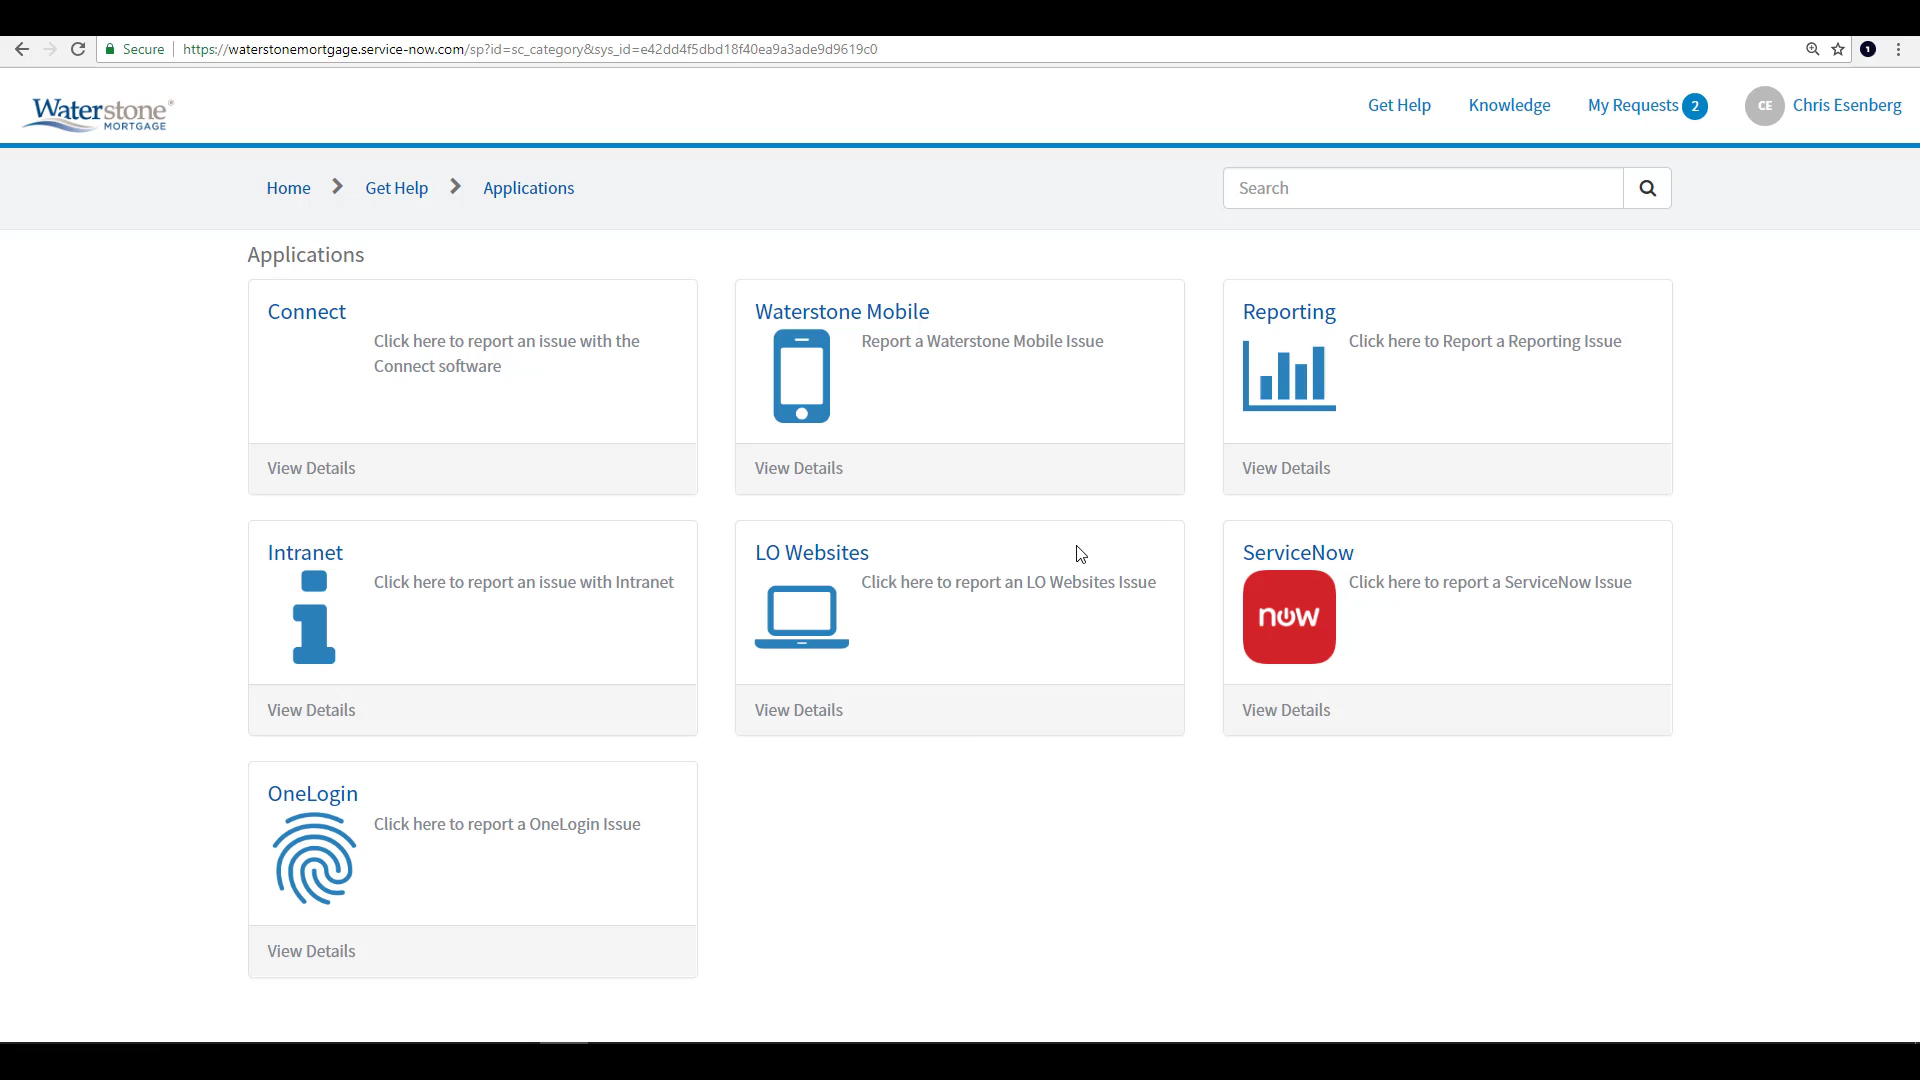 Secure https://waterstonemortgage.service-now.com/sp?id=sc_category&sys_id=e42dd4f5dbd18f40ea9a3ade9d9619c0
1
Waterstone®
MORTGAGE
Get Help Knowledge My Requests 2 CE Chris Esenberg
Home Get Help Applications
Search
Applications
Connect
Click here to report an issue with the
Connect software
View Details
Waterstone Mobile
Report a Waterstone Mobile Issue
View Details
Reporting
Click here to Report a Reporting Issue
View Details
Intranet
Click here to report an issue with Intranet
View Details
LO Websites
Click here to report an LO Websites Issue
View Details
ServiceNow
Click here to report a ServiceNow Issue
now
View Details
OneLogin
Click here to report a OneLogin Issue
View Details